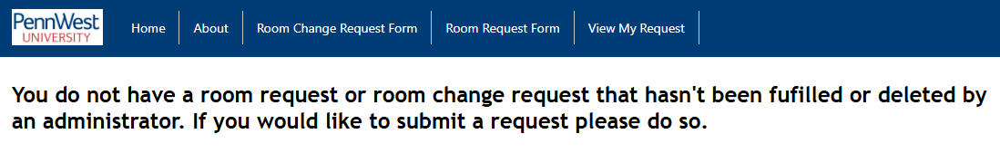 PennWest
UNIVERSITY
Home
About
Room Change Request Form
Room Request Form
View My Request
You do not have a room request or room change request that hasn't been fufilled or deleted by
an administrator. If you would like to submit a request please do so.